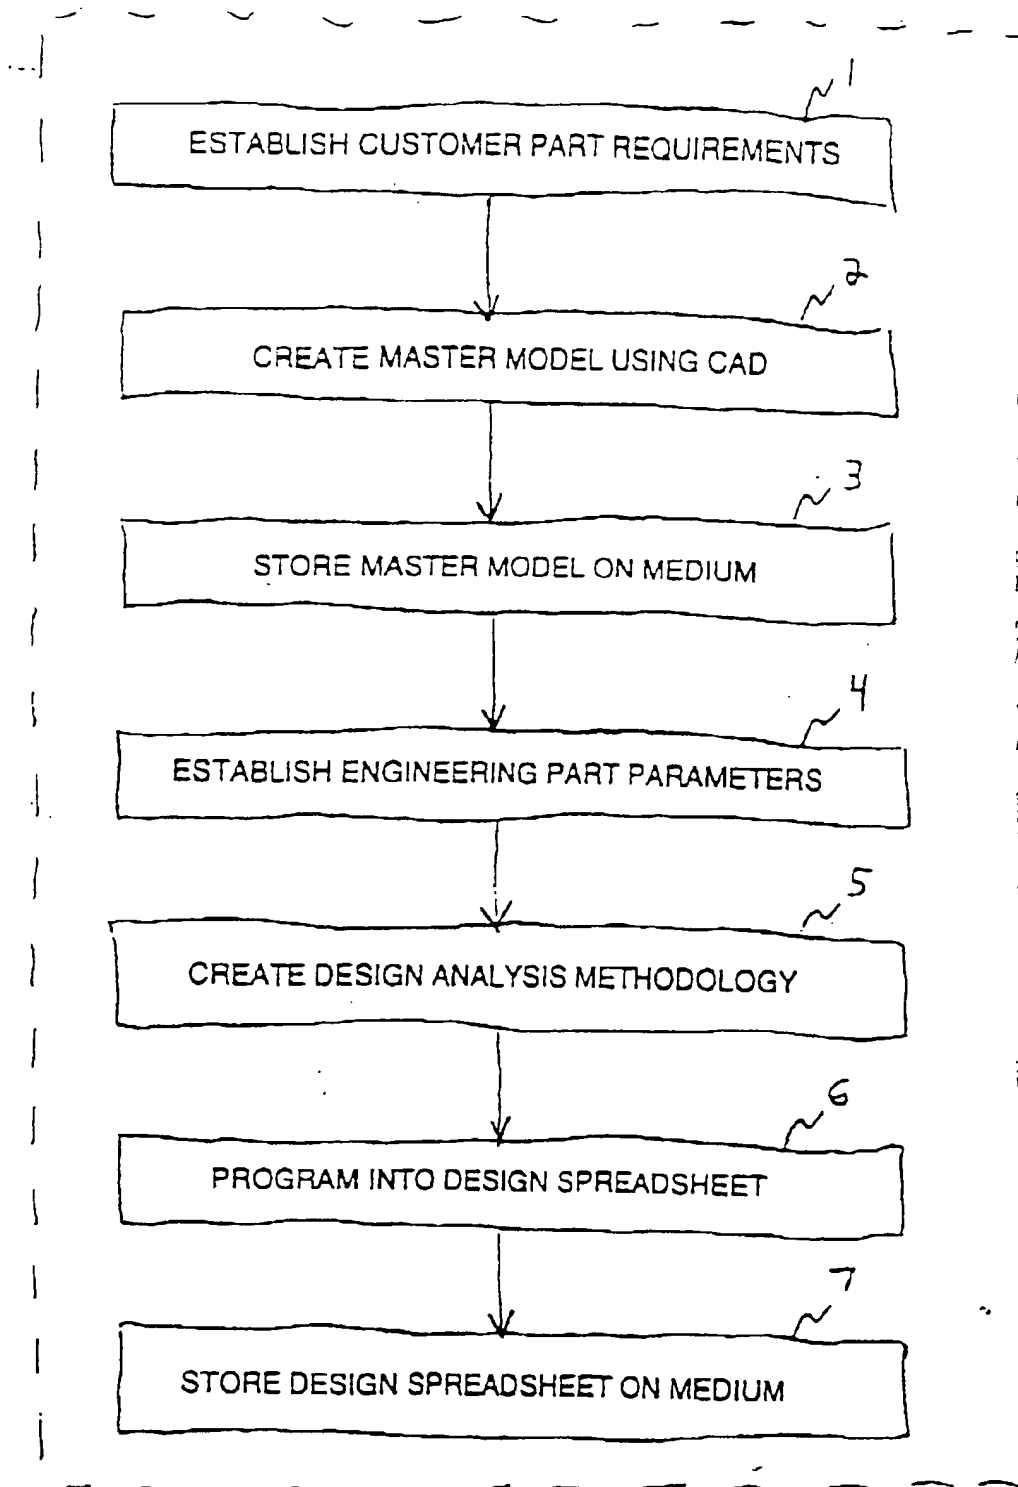 1
ESTABLISH CUSTOMER PART REQUIREMENTS
2
CREATE MASTER MODEL USING CAD
3
STORE MASTER MODEL ON MEDIUM
4
ESTABLISH ENGINEERING PART PARAMETERS
5
CREATE DESIGN ANALYSIS METHODOLOGY
6
PROGRAM INTO DESIGN SPREADSHEET
7
STORE DESIGN SPREADSHEET ON MEDIUM